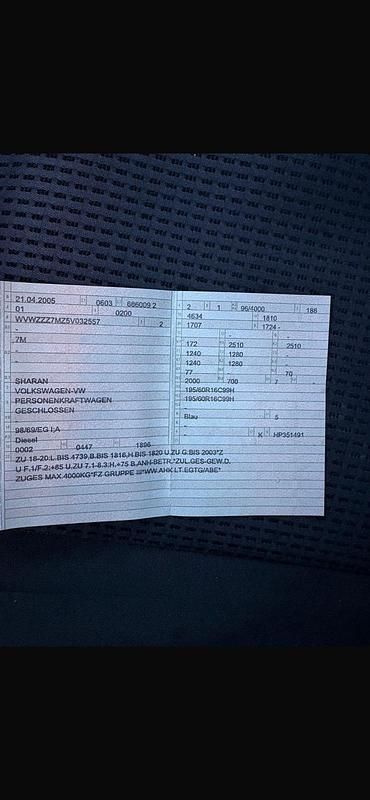 21.04.2005 0603 686009 2
01 0200
WVWZZZ7MZ5V032557 2
-
7M
-
-
SHARAN
VOLKSWAGEN-VW
PERSONENKRAFTWAGEN
GESCHLOSSEN
98/69/EG I;A
Diesel
0002 0447 1896
2 1 96/4000 188
4634 1810
1707 1724-
- -
172 2510 2510
1240 1280
1240 1280
77 70
2000 700 7 -
195/60R16C99H
195/60R16C99H
-
Blau 5
-
- K HP351491
ZU 18-20:L.BIS 4739,B.BIS 1816,H.BIS 1820 U.ZU G:BIS 2003*Z
U F.1/F.2:+85 U.ZU 7.1-8.3:H.+75 B.ANH-BETR.*ZUL.GES-GEW.D.
ZUGES MAX.4000KG*FZ GRUPPE III*WW.AHK LT.EGTG/ABE*